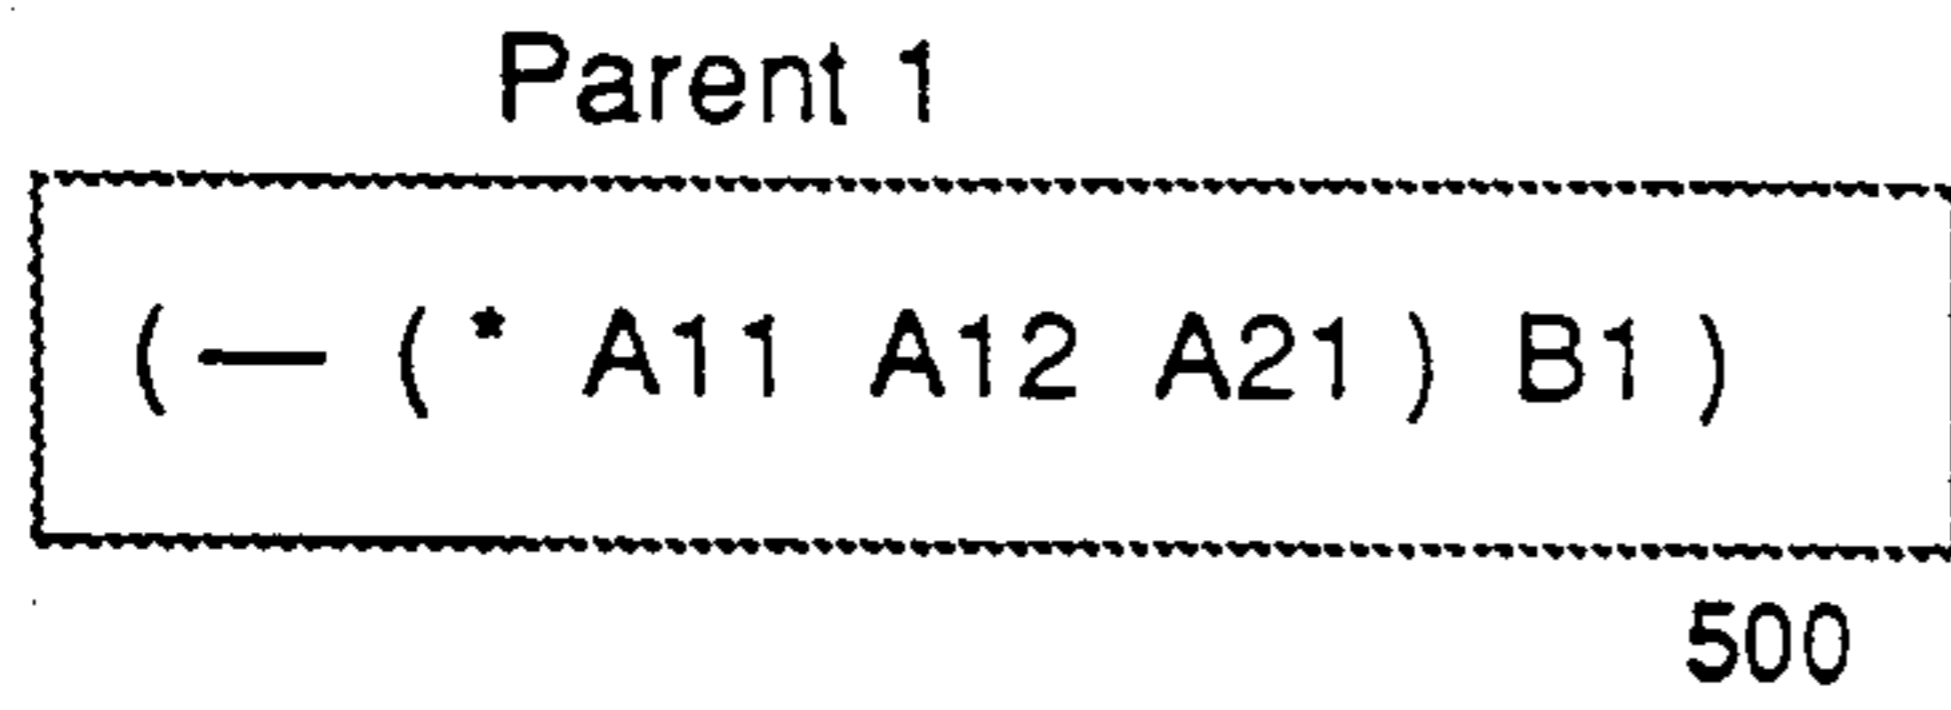 Parent 1
( — ( * A11 A12 A21 ) B1 )
500